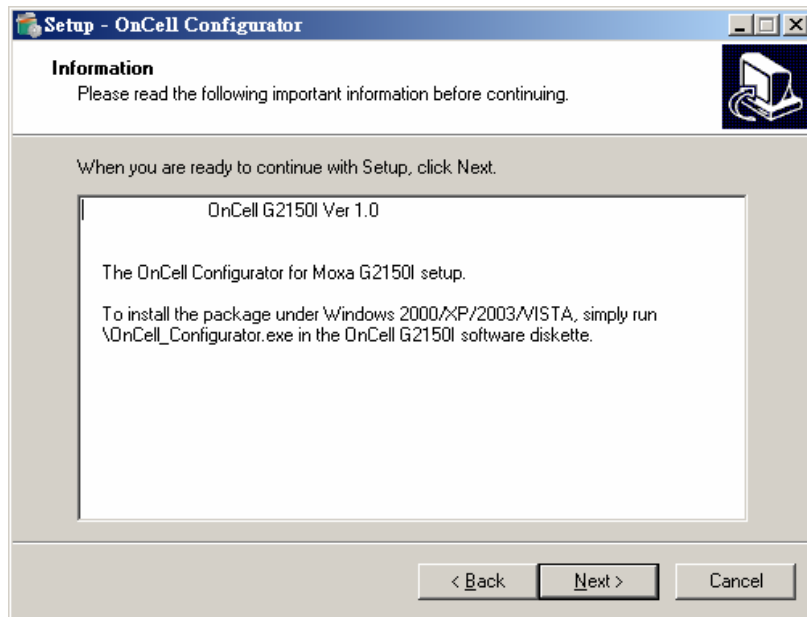 Setup - OnCell Configurator
Information
Please read the following important information before continuing.
When you are ready to continue with Setup, click Next.
OnCell G2150I Ver 1.0
The OnCell Configurator for Moxa G2150I setup.
To install the package under Windows 2000/XP/2003/VISTA, simply run
\OnCell_Configurator.exe in the OnCell G2150I software diskette.
< Back
Next >
Cancel